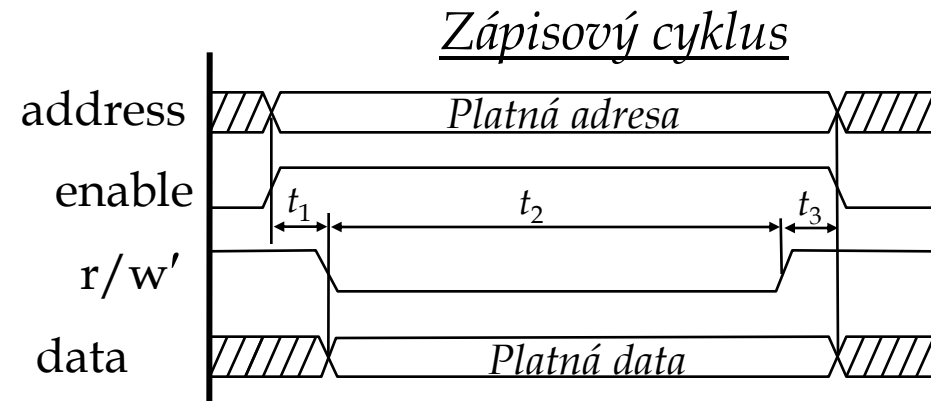 Zápisový cyklus
address
Platná adresa
enable
t1
t2
t3
r/w′
data
Platná data